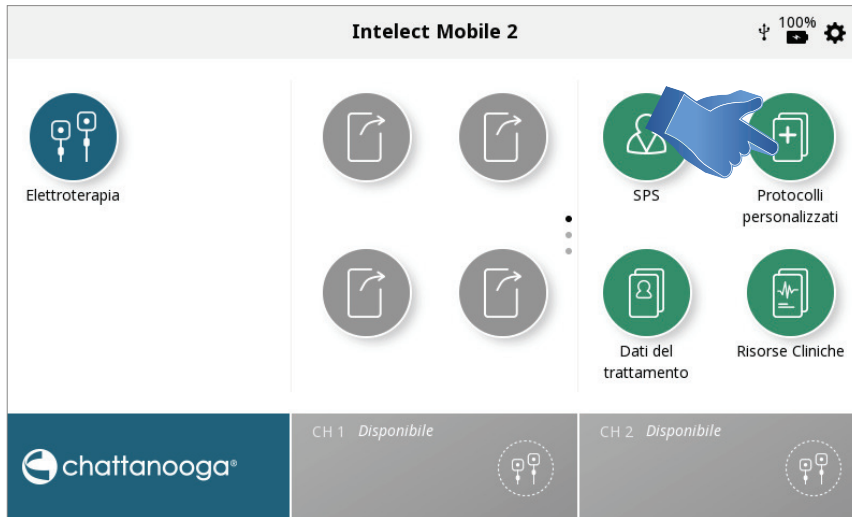 Intelect Mobile 2
100%
Elettroterapia
SPS
Protocolli
personalizzati
Dati del
trattamento
Risorse Cliniche
chattanooga®
CH 1 Disponibile
CH 2 Disponibile